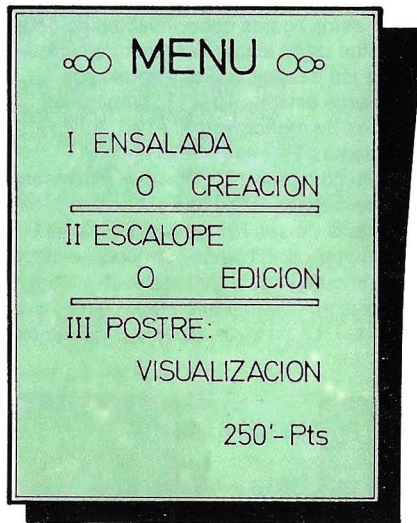 MENU
I ENSALADA
O CREACION
II ESCALOPE
O EDICION
III POSTRE:
VISUALIZACION
250'- Pts